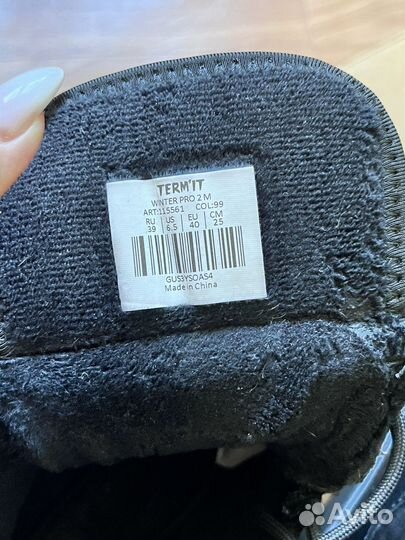 TERM'IT
WINTER PRO 2 M
ART:115561 COL:99
RU US EU CM
39 6.5 40 25
GUS3YSOAS4
Made in China
Avito